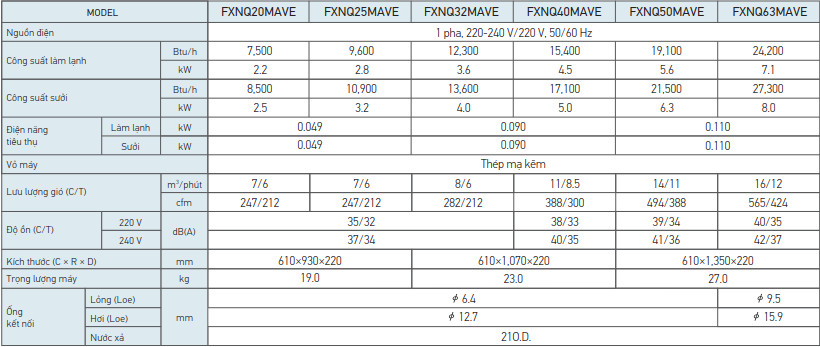 MODEL FXNQ20MAVE FXNQ25MAVE FXNQ32MAVE FXNQ40MAVE FXNQ50MAVE FXNQ63MAVE
Nguồn điện 1 pha, 220-240 V/220 V, 50/60 Hz
Công suất làm lạnh Btu/h 7,500 9,600 12,300 15,400 19,100 24,200
kW 2.2 2.8 3.6 4.5 5.6 7.1
Công suất sưởi Btu/h 8,500 10,900 13,600 17,100 21,500 27,300
kW 2.5 3.2 4.0 5.0 6.3 8.0
Điện năng tiêu thụ Làm lạnh kW 0.049 0.090 0.110
Sưởi kW 0.049 0.090 0.110
Vỏ máy Thép mạ kẽm
Lưu lượng gió (C/T) m³/phút 7/6 7/6 8/6 11/8.5 14/11 16/12
cfm 247/212 247/212 282/212 388/300 494/388 565/424
Độ ồn (C/T) 220 V dB(A) 35/32 38/33 39/34 40/35
240 V 37/34 40/35 41/36 42/37
Kích thước (C × R × D) mm 610×930×220 610×1,070×220 610×1,350×220
Trọng lượng máy kg 19.0 23.0 27.0
Ống kết nối Lỏng (Loe) mm ϕ 6.4 ϕ 9.5
Hơi (Loe) ϕ 12.7 ϕ 15.9
Nước xả 21O.D.